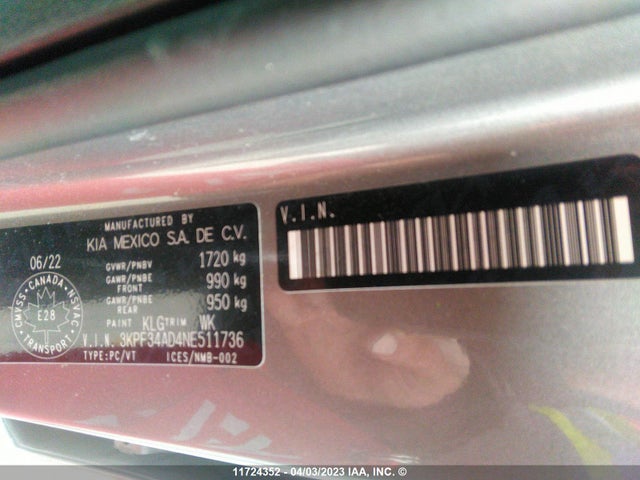 MANUFACTURED BY
KIA MEXICO S.A. DE C.V.
06/22
GVWR/PNBV 1720 kg
GAWR/PNBE FRONT 990 kg
GAWR/PNBE REAR 950 kg
PAINT KLG TRIM WK
V.I.N. 3KPF34AD4NE511736
TYPE:PC/VT ICES/NMB-002
CMVSS · CANADA · NSVAC
E28
TRANSPORT
V.I.N.
11724352 - 04/03/2023 IAA, INC. ©